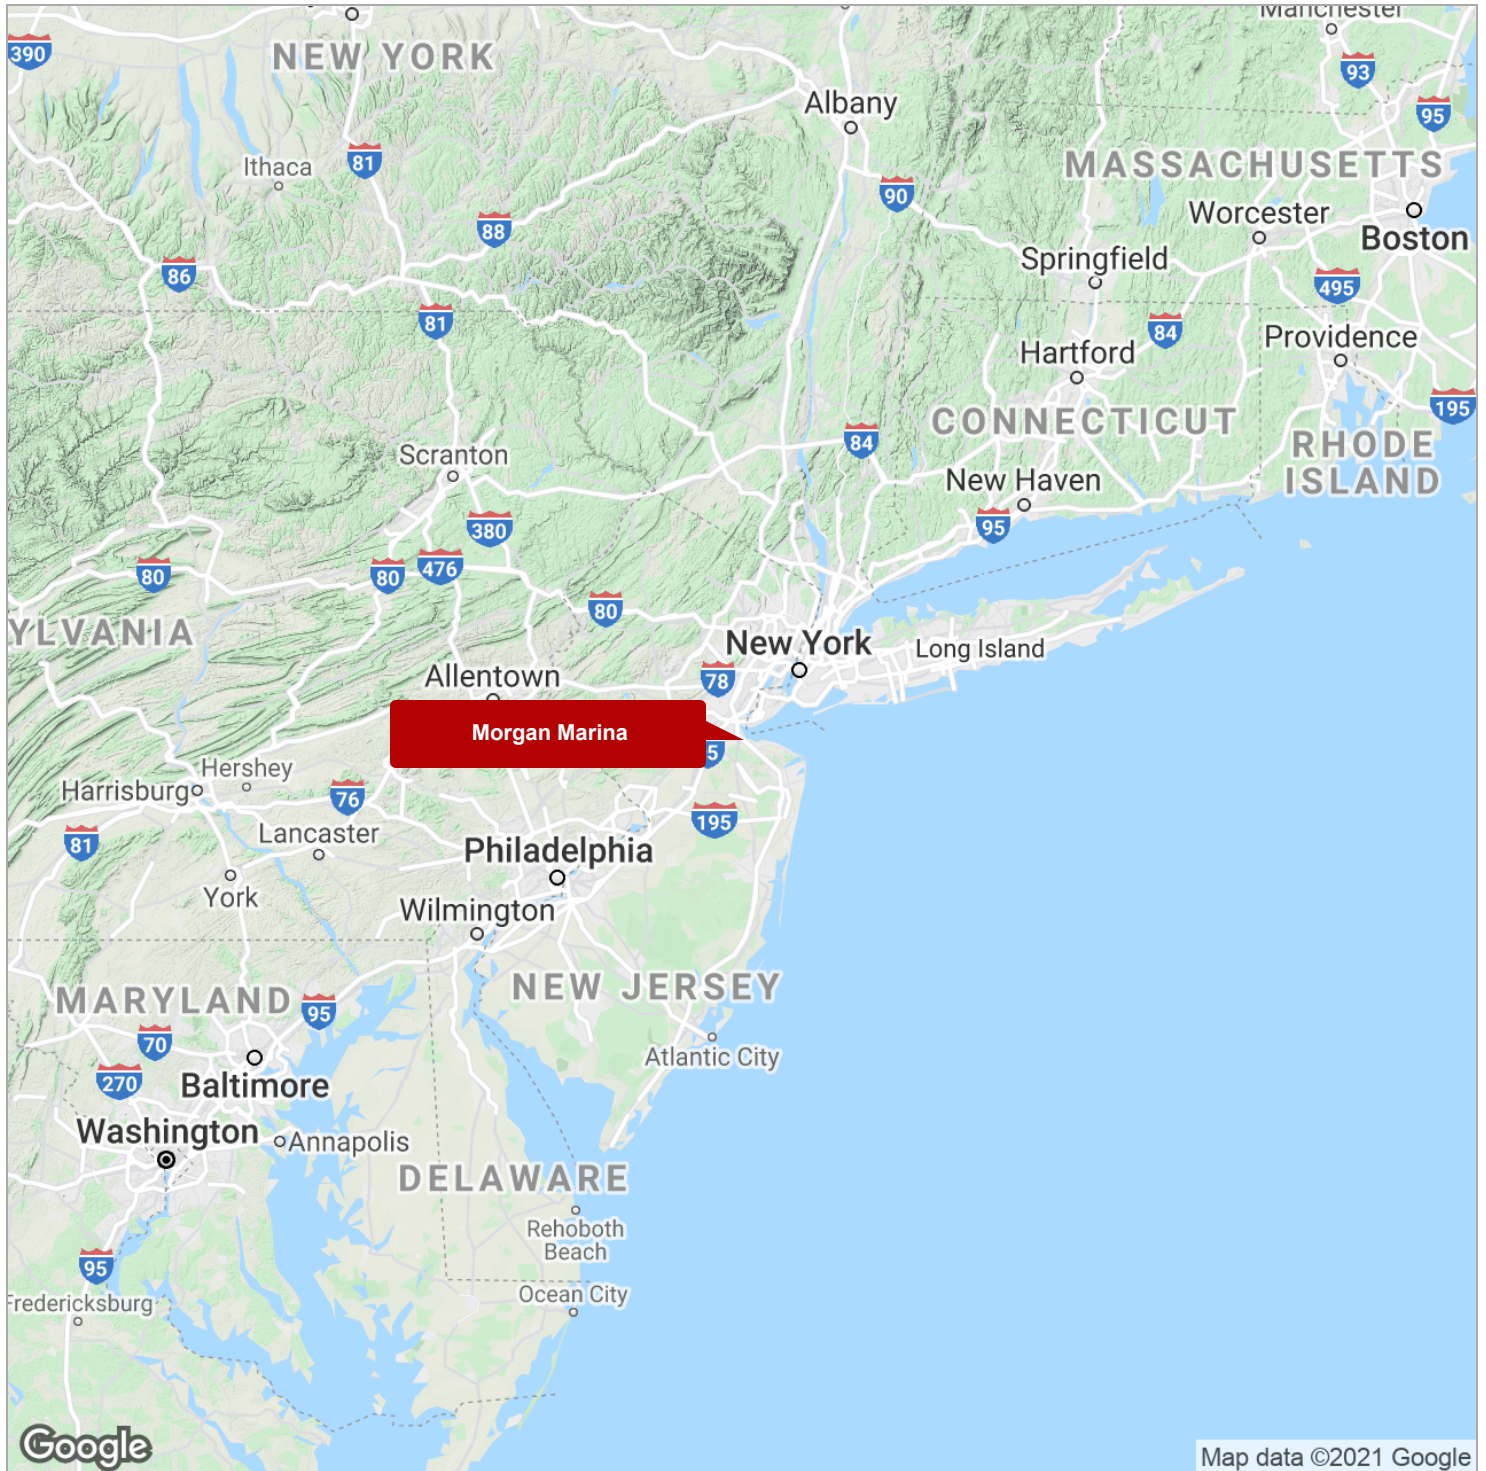 Manchester
390
NEW YORK
93
Albany
95
81
Ithaca
MASSACHUSETTS
90
Worcester
88
Boston
Springfield
86
495
81
84
Providence
Hartford
195
CONNECTICUT
84
RHODE
ISLAND
Scranton
New Haven
95
380
80
80
476
80
YLVANIA
New York
Long Island
Allentown
78
Morgan Marina
5
Hershey
Harrisburg
76
195
Lancaster
81
Philadelphia
York
Wilmington
NEW JERSEY
MARYLAND
95
70
Atlantic City
270
Baltimore
Washington
Annapolis
DELAWARE
Rehoboth
Beach
95
Ocean City
Fredericksburg
Google
Map data ©2021 Google